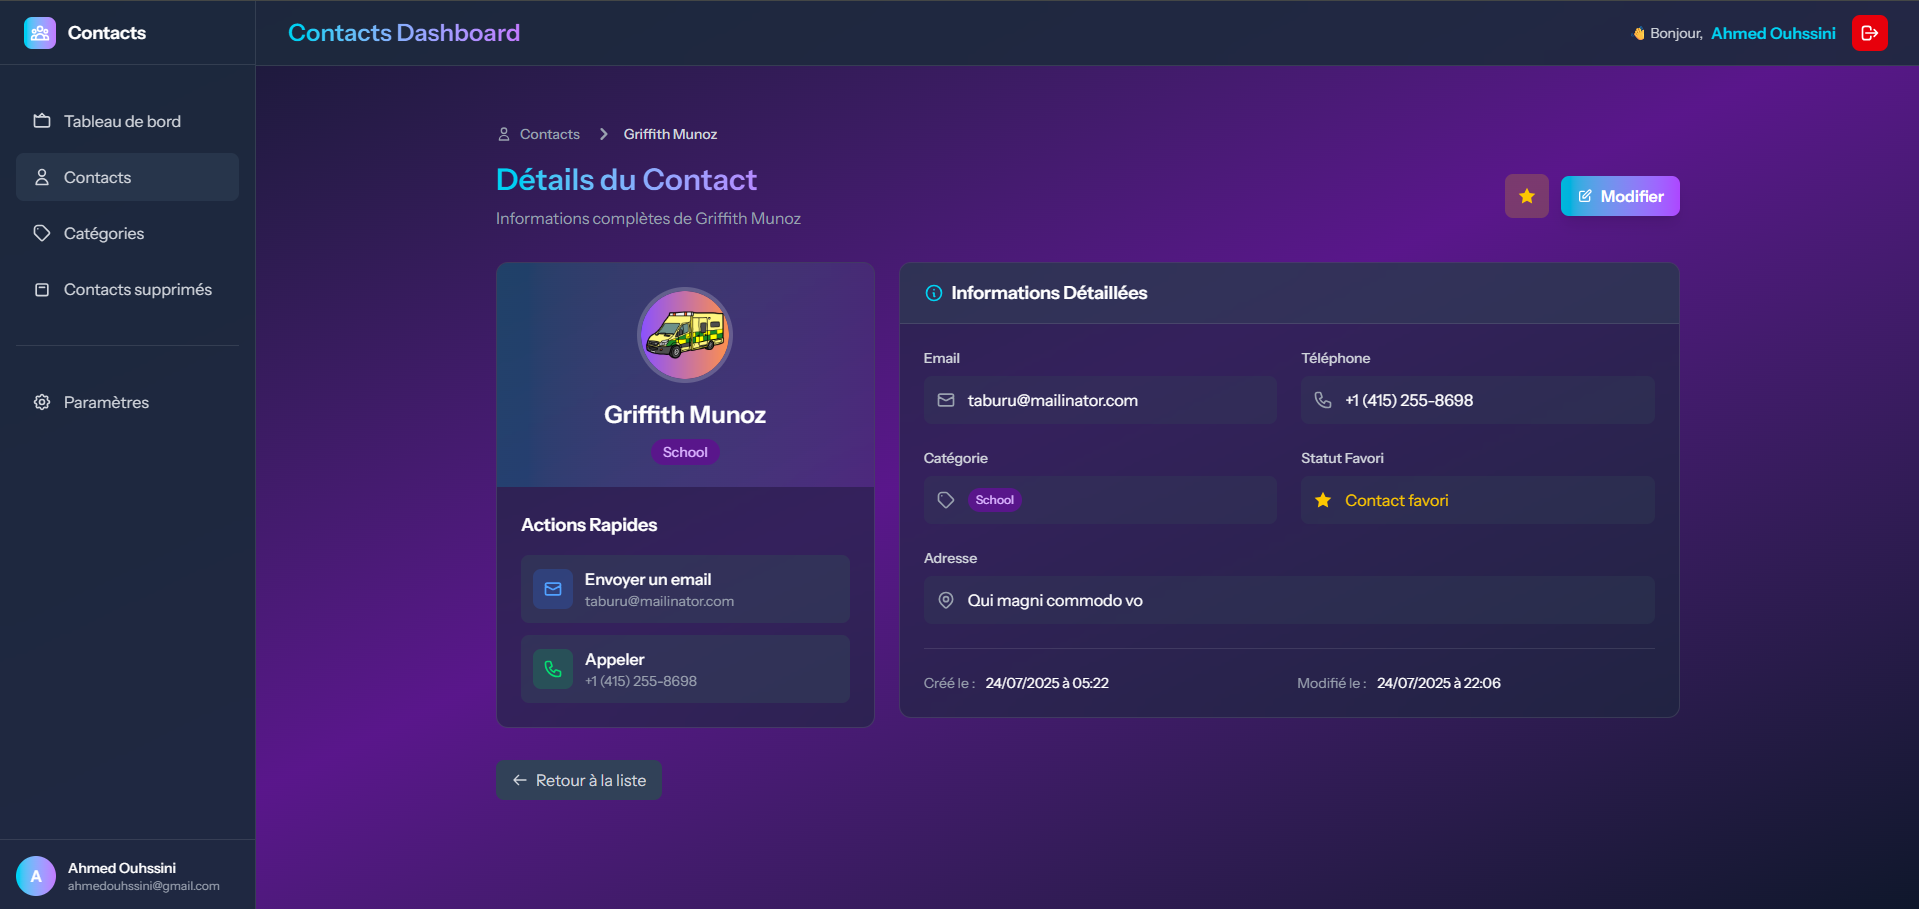 Contacts
Contacts Dashboard
👋 Bonjour, Ahmed Ouhssini
Tableau de bord
Contacts
Catégories
Contacts supprimés
Paramètres
Ahmed Ouhssini
ahmedouhssini@gmail.com
A
Contacts > Griffith Munoz
Détails du Contact
Informations complètes de Griffith Munoz
Modifier
Griffith Munoz
School
Actions Rapides
Envoyer un email
taburu@mailinator.com
Appeler
+1 (415) 255-8698
Informations Détaillées
Email
taburu@mailinator.com
Téléphone
+1 (415) 255-8698
Catégorie
School
Statut Favori
Contact favori
Adresse
Qui magni commodo vo
Créé le : 24/07/2025 à 05:22
Modifié le : 24/07/2025 à 22:06
Retour à la liste